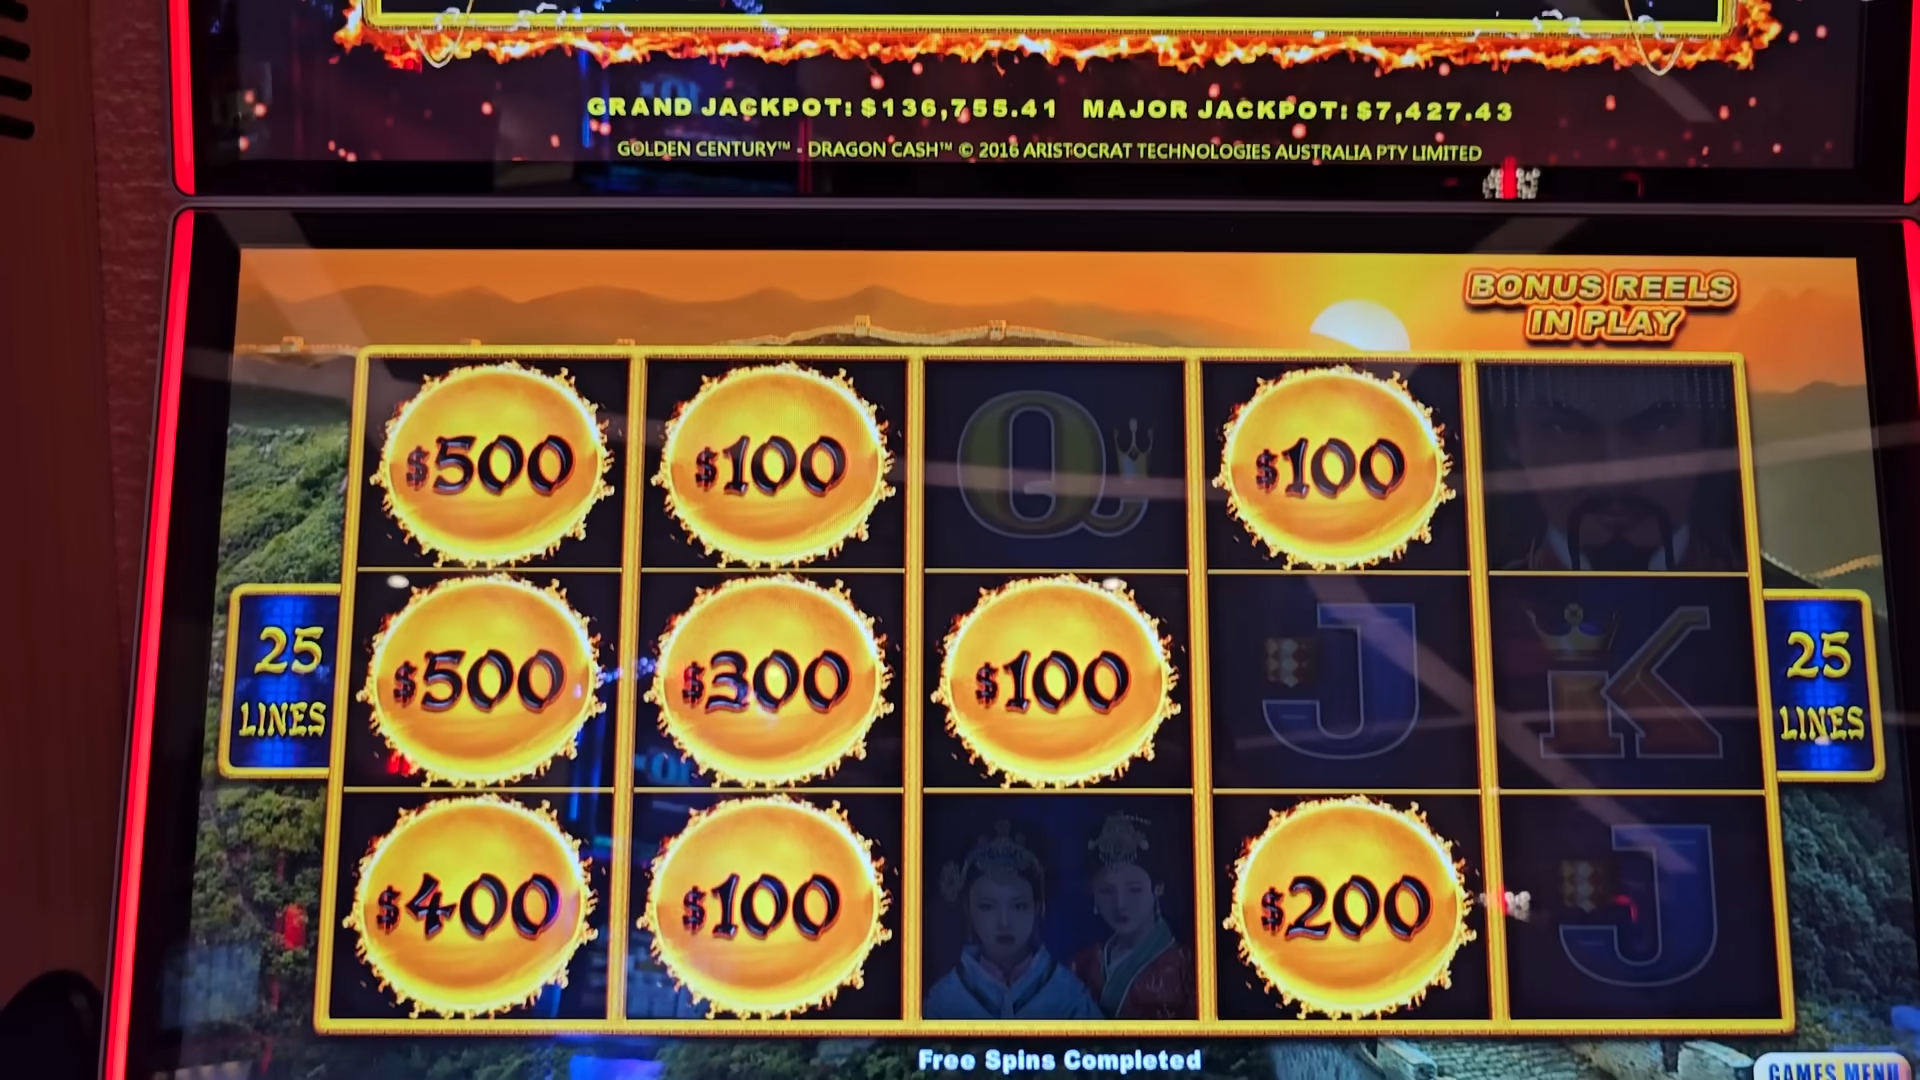 GRAND JACKPOT: $136,755.41 MAJOR JACKPOT: $7,427.43
GOLDEN CENTURY™ - DRAGON CASH™ © 2016 ARISTOCRAT TECHNOLOGIES AUSTRALIA PTY LIMITED
BONUS REELS
IN PLAY
$500 $100 Q $100
25
LINES
$500 $300 $100 J K
25
LINES
$400 $100 $200 J
Free Spins Completed
GAMES MENU